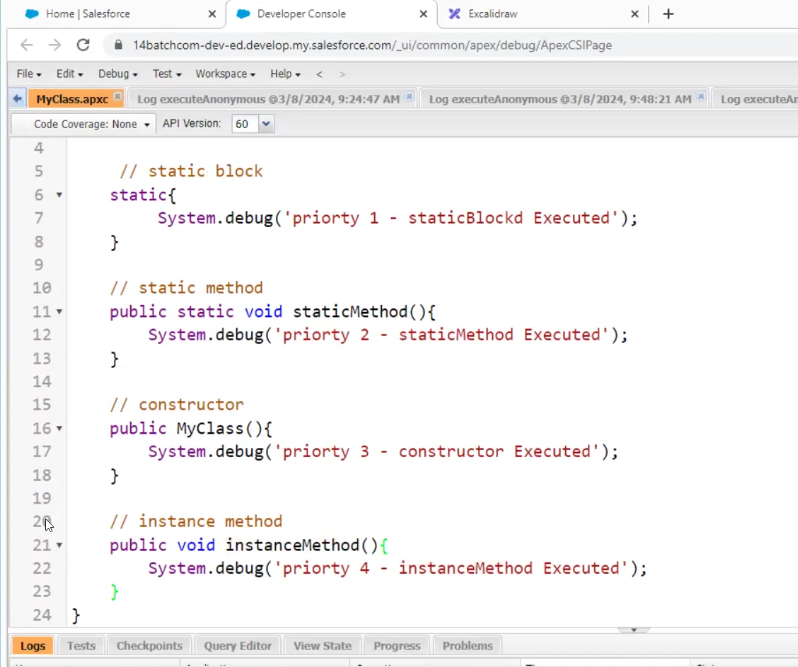 Home | Salesforce
Developer Console
Excalidraw
14batchcom-dev-ed.develop.my.salesforce.com/_ui/common/apex/debug/ApexCSIPage
File Edit Debug Test Workspace Help < >
MyClass.apxc Log executeAnonymous @3/8/2024, 9:24:47 AM Log executeAnonymous @3/8/2024, 9:48:21 AM Log executeAn
Code Coverage: None API Version: 60
4
5 // static block
6 static{
7 System.debug('priorty 1 - staticBlockd Executed');
8 }
9
10 // static method
11 public static void staticMethod(){
12 System.debug('priorty 2 - staticMethod Executed');
13 }
14
15 // constructor
16 public MyClass(){
17 System.debug('priorty 3 - constructor Executed');
18 }
19
20 // instance method
21 public void instanceMethod(){
22 System.debug('priorty 4 - instanceMethod Executed');
23 }
24 }
Logs Tests Checkpoints Query Editor View State Progress Problems